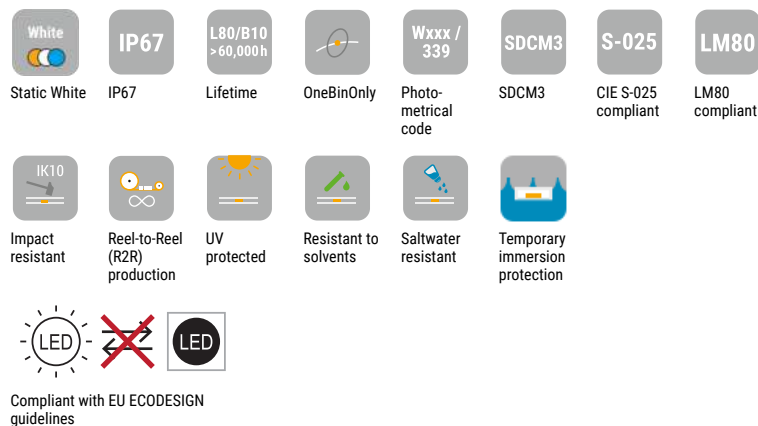 White
IP67
L80/B10
>60,000h
Wxxx /
339
SDCM3
S-025
LM80
Static White
IP67
Lifetime
OneBinOnly
Photo-
metrical
code
SDCM3
CIE S-025
compliant
LM80
compliant
IK10
Impact
resistant
Reel-to-Reel
(R2R)
production
UV
protected
Resistant to
solvents
Saltwater
resistant
Temporary
immersion
protection
LED
LED
Compliant with EU ECODESIGN
guidelines